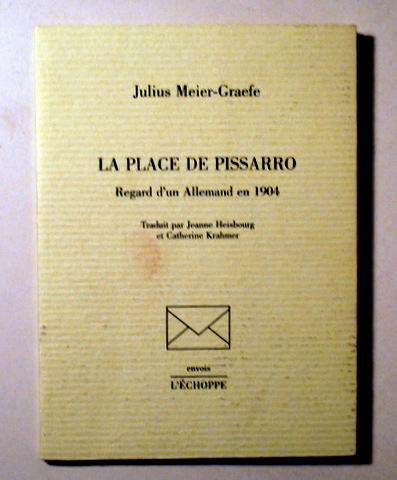 Julius Meier-Graefe
LA PLACE DE PISSARRO
Regard d'un Allemand en 1904
Traduit par Jeanne Heisbourg
et Catherine Krahmer
envois
L'ÉCHOPPE